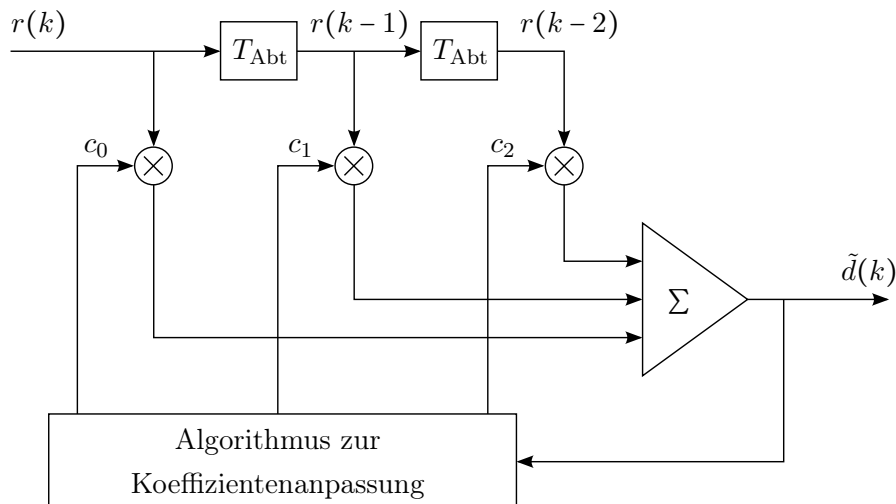 r(k)
r(k−1)
r(k−2)
T_Abt
T_Abt
c_0
c_1
c_2
Σ
d̃(k)
Algorithmus zur
Koeffizientenanpassung